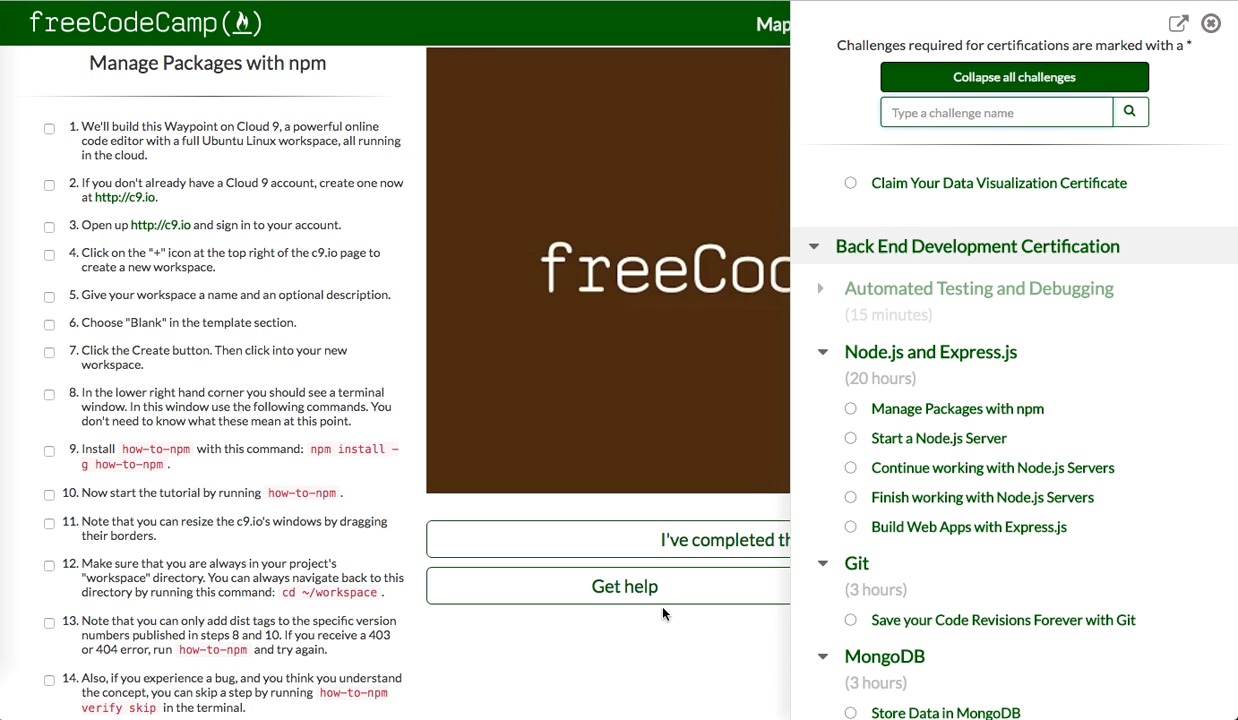 freeCodeCamp
Map
Manage Packages with npm
1. We'll build this Waypoint on Cloud 9, a powerful online
code editor with a full Ubuntu Linux workspace, all running
in the cloud.
2. If you don't already have a Cloud 9 account, create one now
at http://c9.io.
3. Open up http://c9.io and sign in to your account.
4. Click on the "+" icon at the top right of the c9.io page to
create a new workspace.
5. Give your workspace a name and an optional description.
6. Choose "Blank" in the template section.
7. Click the Create button. Then click into your new
workspace.
8. In the lower right hand corner you should see a terminal
window. In this window use the following commands. You
don't need to know what these mean at this point.
9. Install how-to-npm with this command: npm install -
g how-to-npm .
10. Now start the tutorial by running how-to-npm .
11. Note that you can resize the c9.io's windows by dragging
their borders.
12. Make sure that you are always in your project's
"workspace" directory. You can always navigate back to this
directory by running this command: cd ~/workspace .
13. Note that you can only add dist tags to the specific version
numbers published in steps 8 and 10. If you receive a 403
or 404 error, run how-to-npm and try again.
14. Also, if you experience a bug, and you think you understand
the concept, you can skip a step by running how-to-npm
verify skip in the terminal.
freeCoc
I've completed th
Get help
Challenges required for certifications are marked with a *
Collapse all challenges
Type a challenge name
Claim Your Data Visualization Certificate
Back End Development Certification
Automated Testing and Debugging
(15 minutes)
Node.js and Express.js
(20 hours)
Manage Packages with npm
Start a Node.js Server
Continue working with Node.js Servers
Finish working with Node.js Servers
Build Web Apps with Express.js
Git
(3 hours)
Save your Code Revisions Forever with Git
MongoDB
(3 hours)
Store Data in MongoDB